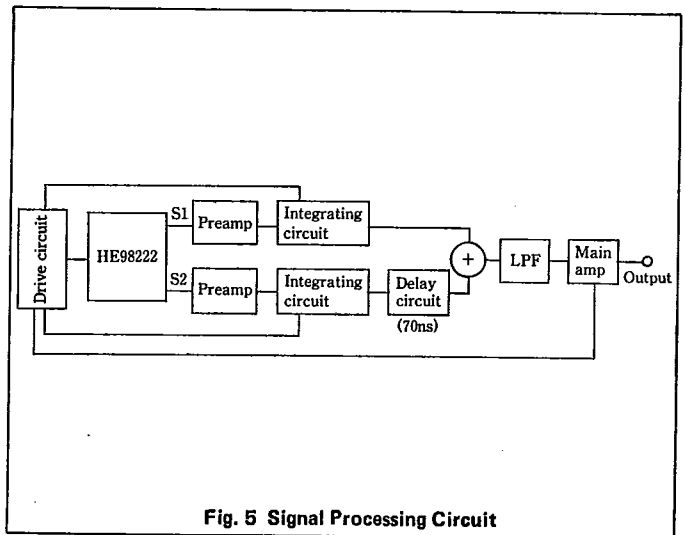 Drive circuit
HE98222
S1
Preamp
Integrating
circuit
S2
Preamp
Integrating
circuit
Delay
circuit
(70ns)
+
LPF
Main
amp
Output
Fig. 5 Signal Processing Circuit